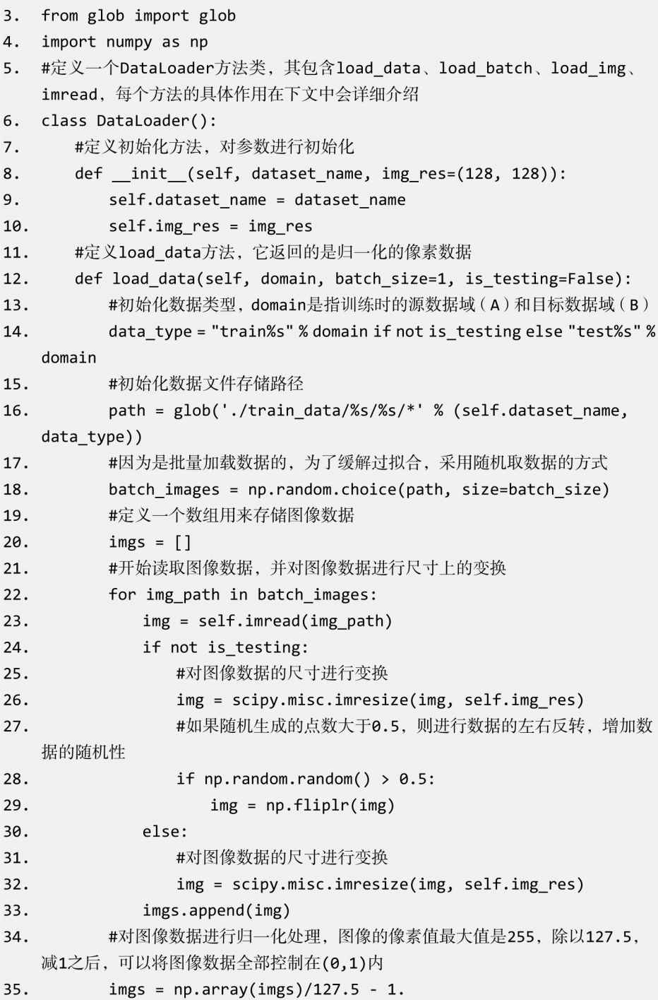 3. from glob import glob
4. import numpy as np
5. #定义一个DataLoader方法类，其包含load_data、load_batch、load_img、
imread，每个方法的具体作用在下文中会详细介绍
6. class DataLoader():
7. #定义初始化方法，对参数进行初始化
8. def __init__(self, dataset_name, img_res=(128, 128)):
9. self.dataset_name = dataset_name
10. self.img_res = img_res
11. #定义load_data方法，它返回的是归一化的像素数据
12. def load_data(self, domain, batch_size=1, is_testing=False):
13. #初始化数据类型，domain是指训练时的源数据域（A）和目标数据域（B）
14. data_type = "train%s" % domain if not is_testing else "test%s" %
domain
15. #初始化数据文件存储路径
16. path = glob('./train_data/%s/%s/*' % (self.dataset_name,
data_type))
17. #因为是批量加载数据的，为了缓解过拟合，采用随机取数据的方式
18. batch_images = np.random.choice(path, size=batch_size)
19. #定义一个数组用来存储图像数据
20. imgs = []
21. #开始读取图像数据，并对图像数据进行尺寸上的变换
22. for img_path in batch_images:
23. img = self.imread(img_path)
24. if not is_testing:
25. #对图像数据的尺寸进行变换
26. img = scipy.misc.imresize(img, self.img_res)
27. #如果随机生成的点数大于0.5，则进行数据的左右反转，增加数
据的随机性
28. if np.random.random() > 0.5:
29. img = np.fliplr(img)
30. else:
31. #对图像数据的尺寸进行变换
32. img = scipy.misc.imresize(img, self.img_res)
33. imgs.append(img)
34. #对图像数据进行归一化处理，图像的像素值最大值是255，除以127.5，
减1之后，可以将图像数据全部控制在(0,1)内
35. imgs = np.array(imgs)/127.5 - 1.